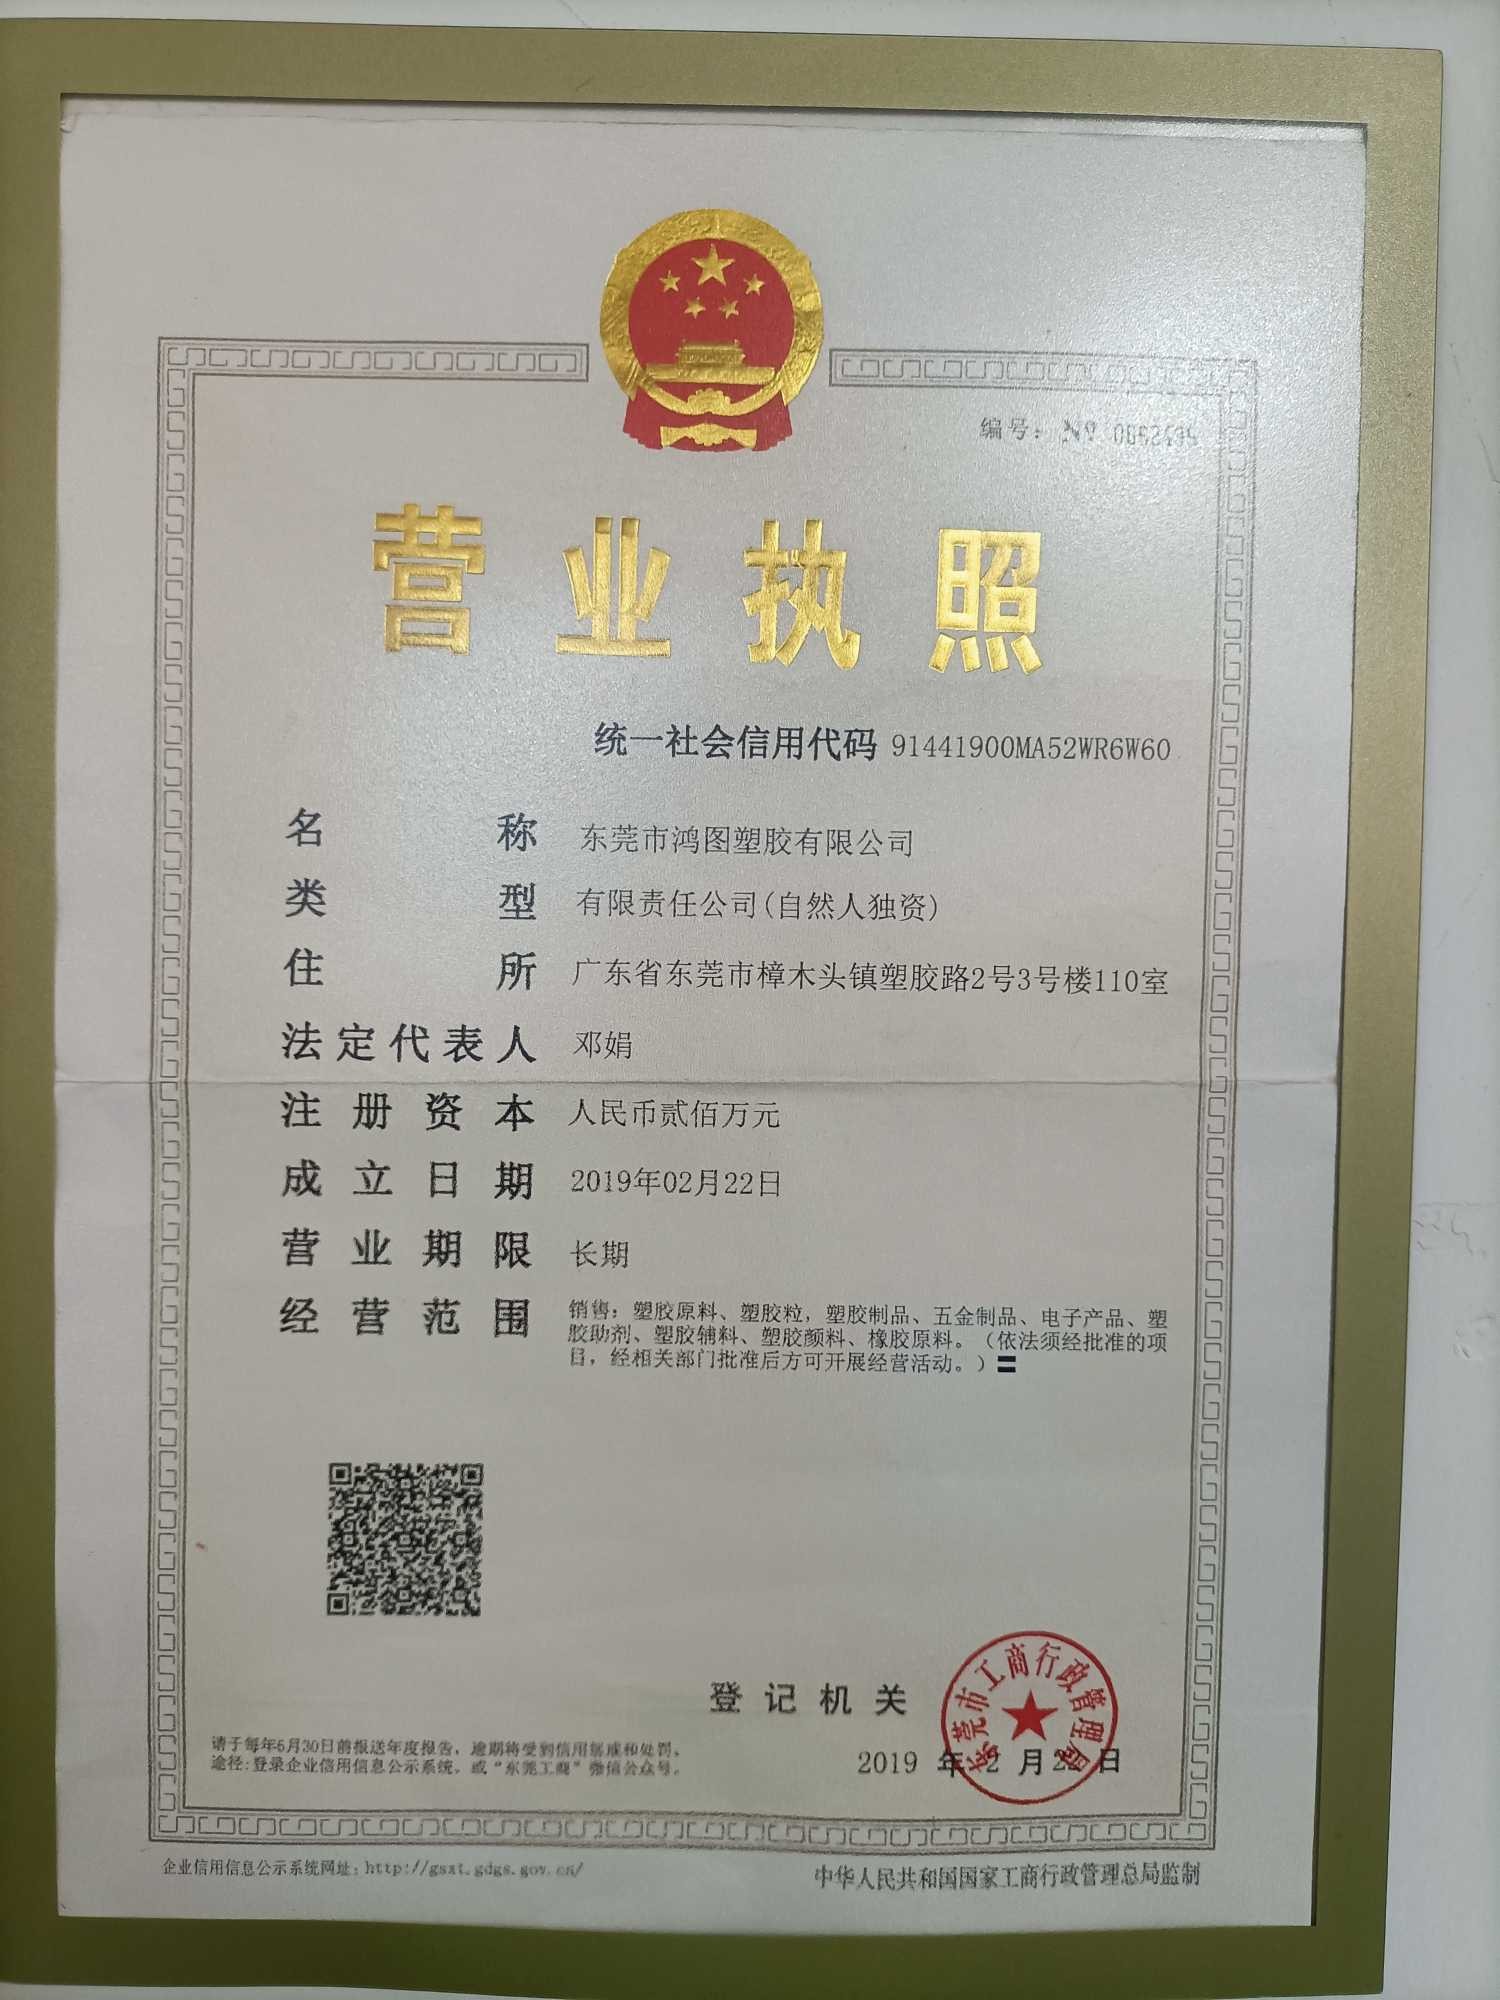 编号:
营业执照
统一社会信用代码 91441900MA52WR6W60
名称 东莞市鸿图塑胶有限公司
类型 有限责任公司(自然人独资)
住所 广东省东莞市樟木头镇塑胶路2号3号楼110室
法定代表人 邓娟
注册资本 人民币贰佰万元
成立日期 2019年02月22日
营业期限 长期
经营范围 销售：塑胶原料、塑胶粒，塑胶制品、五金制品、电子产品、塑
胶助剂、塑胶辅料、塑胶颜料、橡胶原料。（依法须经批准的项
目，经相关部门批准后方可开展经营活动。）〓
登记机关
东莞市工商行政管理局
请于每年6月30日前报送年度报告，逾期将受到信用惩戒和处罚。
途径:登录企业信用信息公示系统，或“东莞工商”微信公众号。
2019 年 2 月 22 日
企业信用信息公示系统网址：http://gsxt.gdgs.gov.cn/
中华人民共和国国家工商行政管理总局监制